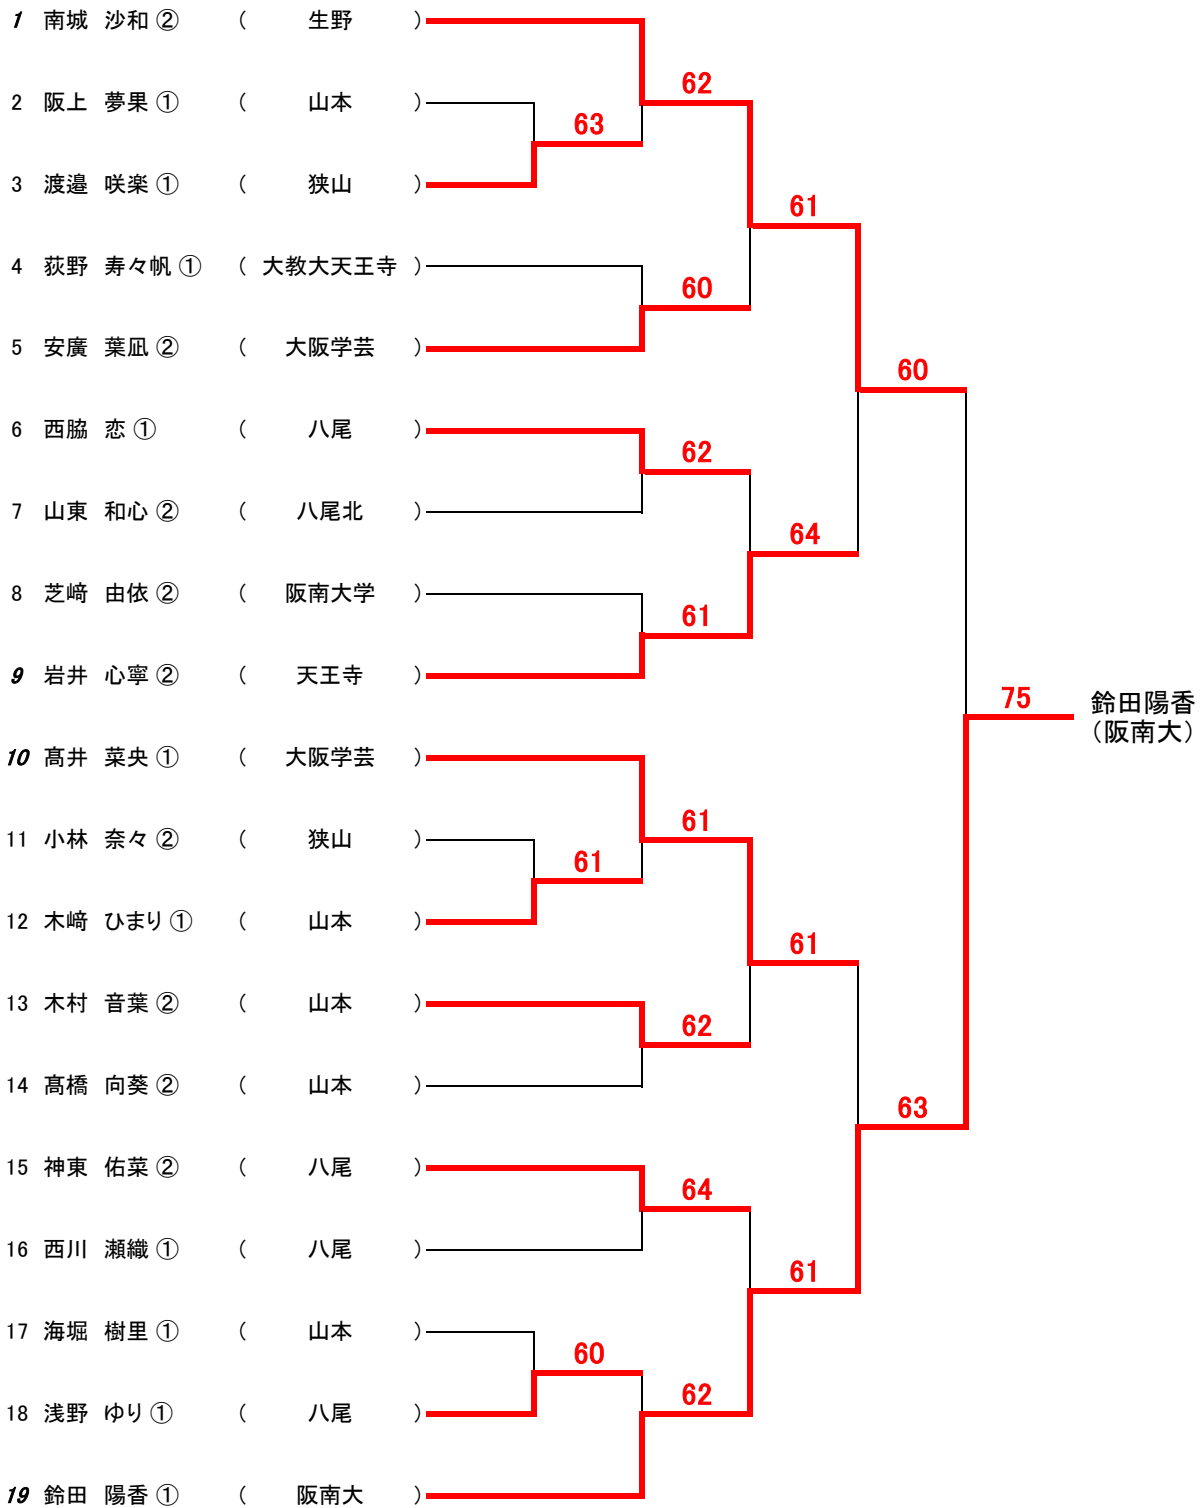 1 南城 沙和 ② ( 生野 )
62
2 阪上 夢果 ① ( 山本 )
63
3 渡邉 咲楽 ① ( 狭山 )
61
4 荻野 寿々帆 ① ( 大教大天王寺 )
60
5 安廣 葉凪 ② ( 大阪学芸 )
60
6 西脇 恋 ① ( 八尾 )
62
7 山東 和心 ② ( 八尾北 )
64
8 芝﨑 由依 ② ( 阪南大学 )
61
9 岩井 心寧 ② ( 天王寺 )
75 鈴田陽香
(阪南大)
10 髙井 菜央 ① ( 大阪学芸 )
61
11 小林 奈々 ② ( 狭山 )
61
12 木﨑 ひまり ① ( 山本 )
61
13 木村 音葉 ② ( 山本 )
62
14 髙橋 向葵 ② ( 山本 )
63
15 神東 佑菜 ② ( 八尾 )
64
16 西川 瀬織 ① ( 八尾 )
61
17 海堀 樹里 ① ( 山本 )
60
62
18 浅野 ゆり ① ( 八尾 )
19 鈴田 陽香 ① ( 阪南大 )